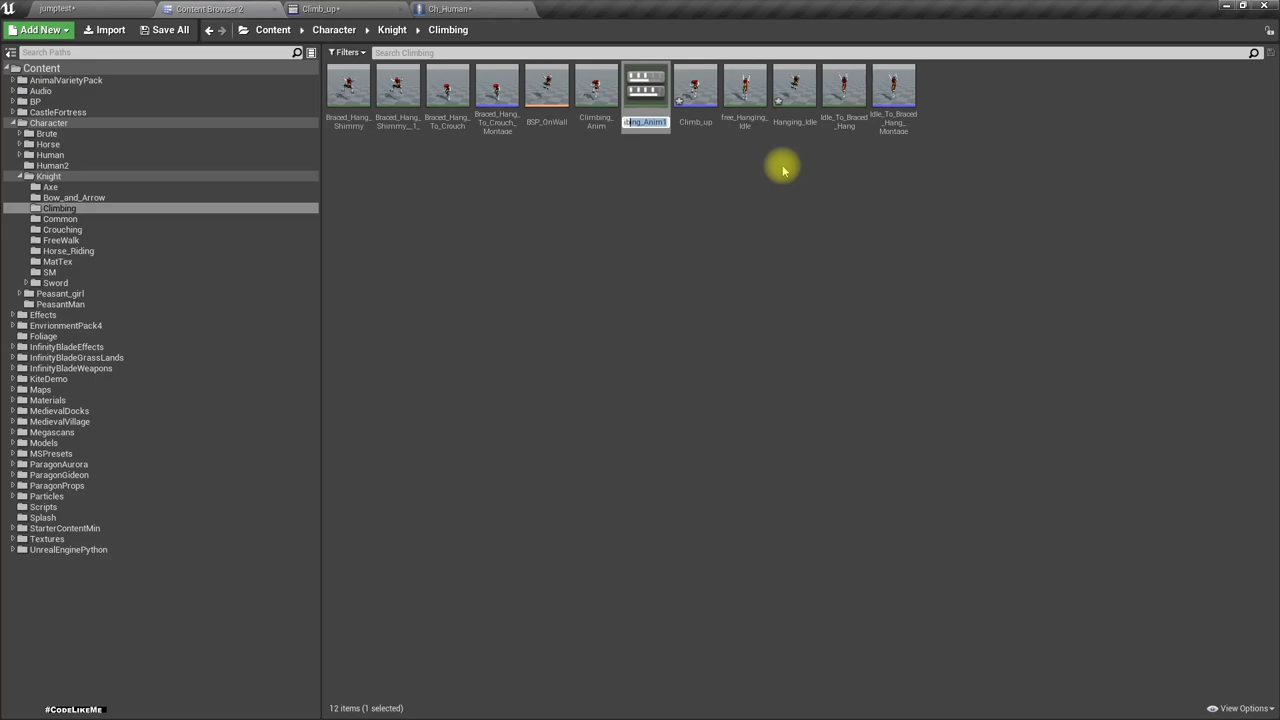 jumptest*
Content Browser 2
Climb_up*
Ch_Human*
Add New
Import
Save All
Content
Character
Knight
Climbing
Search Paths
Filters
Search Climbing
Content
AnimalVarietyPack
Audio
BP
CastleFortress
Character
Brute
Horse
Human
Human2
Knight
Axe
Bow_and_Arrow
Climbing
Common
Crouching
FreeWalk
Horse_Riding
MatTex
SM
Sword
Peasant_girl
PeasantMan
Effects
EnvrionmentPack4
Foliage
InfinityBladeEffects
InfinityBladeGrassLands
InfinityBladeWeapons
KiteDemo
Maps
Materials
MedievalDocks
MedievalVillage
Megascans
Models
MSPresets
ParagonAurora
ParagonGideon
ParagonProps
Particles
Scripts
Splash
StarterContentMin
Textures
UnrealEnginePython
Braced_Hang_
Shimmy
Braced_Hang_
Shimmy__1_
Braced_Hang_
To_Crouch
Braced_Hang_
To_Crouch_
Montage
BSP_OnWall
Climbing_
Anim
bing_Anim1
Climb_up
free_Hanging_
Idle
Hanging_Idle
Idle_To_Braced
_Hang
Idle_To_Braced
_Hang_
Montage
12 items (1 selected)
View Options
#CodeLikeMe